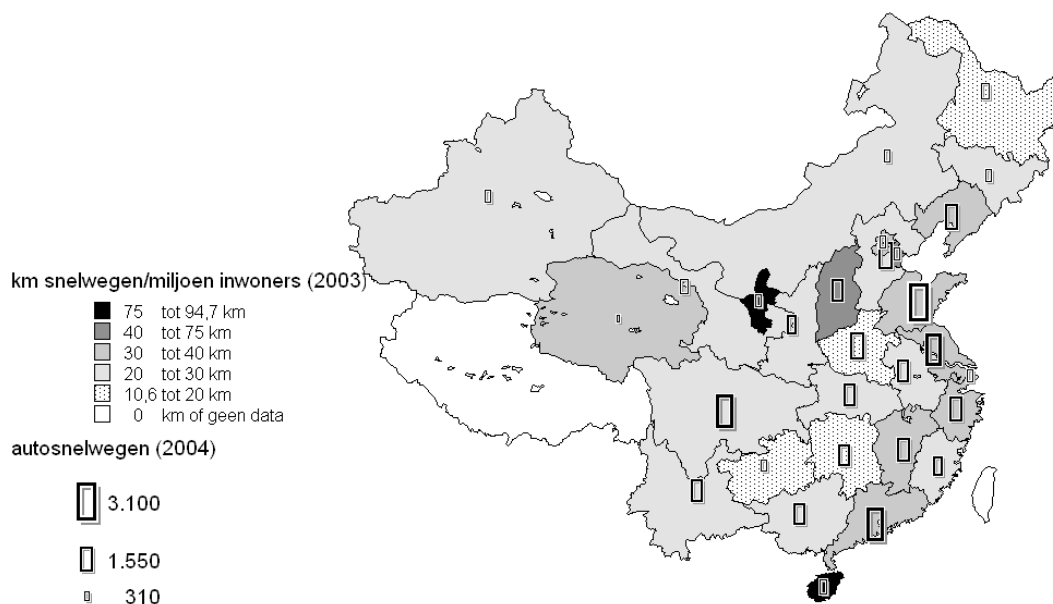 km snelwegen/miljoen inwoners (2003)
75 tot 94,7 km
40 tot 75 km
30 tot 40 km
20 tot 30 km
10,6 tot 20 km
0 km of geen data
autosnelwegen (2004)
3.100
1.550
310